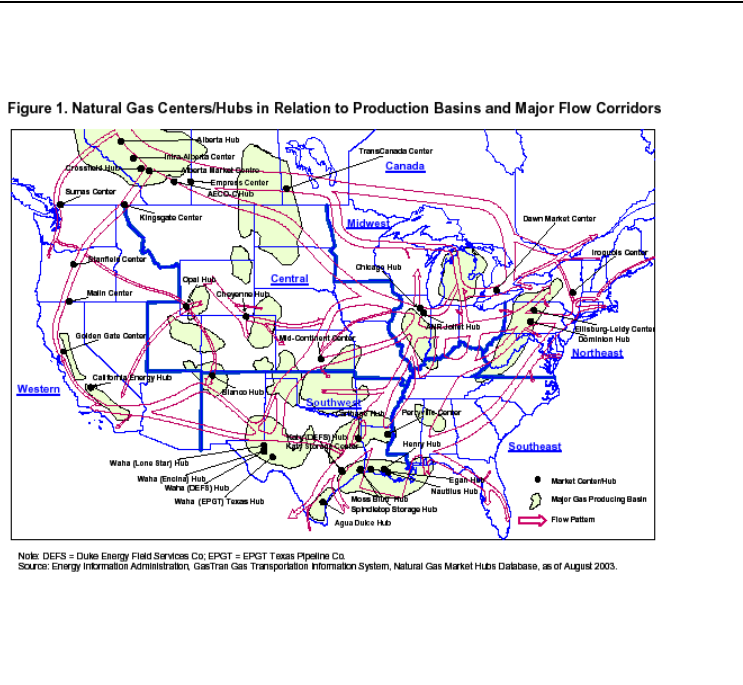 Figure 1. Natural Gas Centers/Hubs in Relation to Production Basins and Major Flow Corridors
Alberta Hub
TransCanada Center
Intra Alberta Center
Canada
Crossfield Hub
Alberta Market Centre
Empress Center
Sumas Center
AECO-C Hub
Kingsgate Center
Dawn Market Center
Midwest
Iroquois Center
Stanfield Center
Chicago Hub
Opal Hub
Central
Malin Center
Cheyenne Hub
ANR Joliet Hub
Ellisburg-Leidy Center
Golden Gate Center
Mid-Continent Center
Dominion Hub
Northeast
California Energy Hub
Western
Blanco Hub
Southwest
Carthage Hub
Perryville Center
Katy (DEFS) Hub
Katy Storage Center
Henry Hub
Southeast
Waha (Lone Star) Hub
Waha (Encina) Hub
Egan Hub
Market Center/Hub
Waha (DEFS) Hub
Nautilus Hub
Waha (EPGT) Texas Hub
Moss Bluff Hub
Major Gas Producing Basin
Spindletop Storage Hub
Agua Dulce Hub
Flow Pattern
Note: DEFS = Duke Energy Field Services Co; EPGT = EPGT Texas Pipeline Co.
Source: Energy Information Administration, GasTran Gas Transportation Information System, Natural Gas Market Hubs Database, as of August 2003.